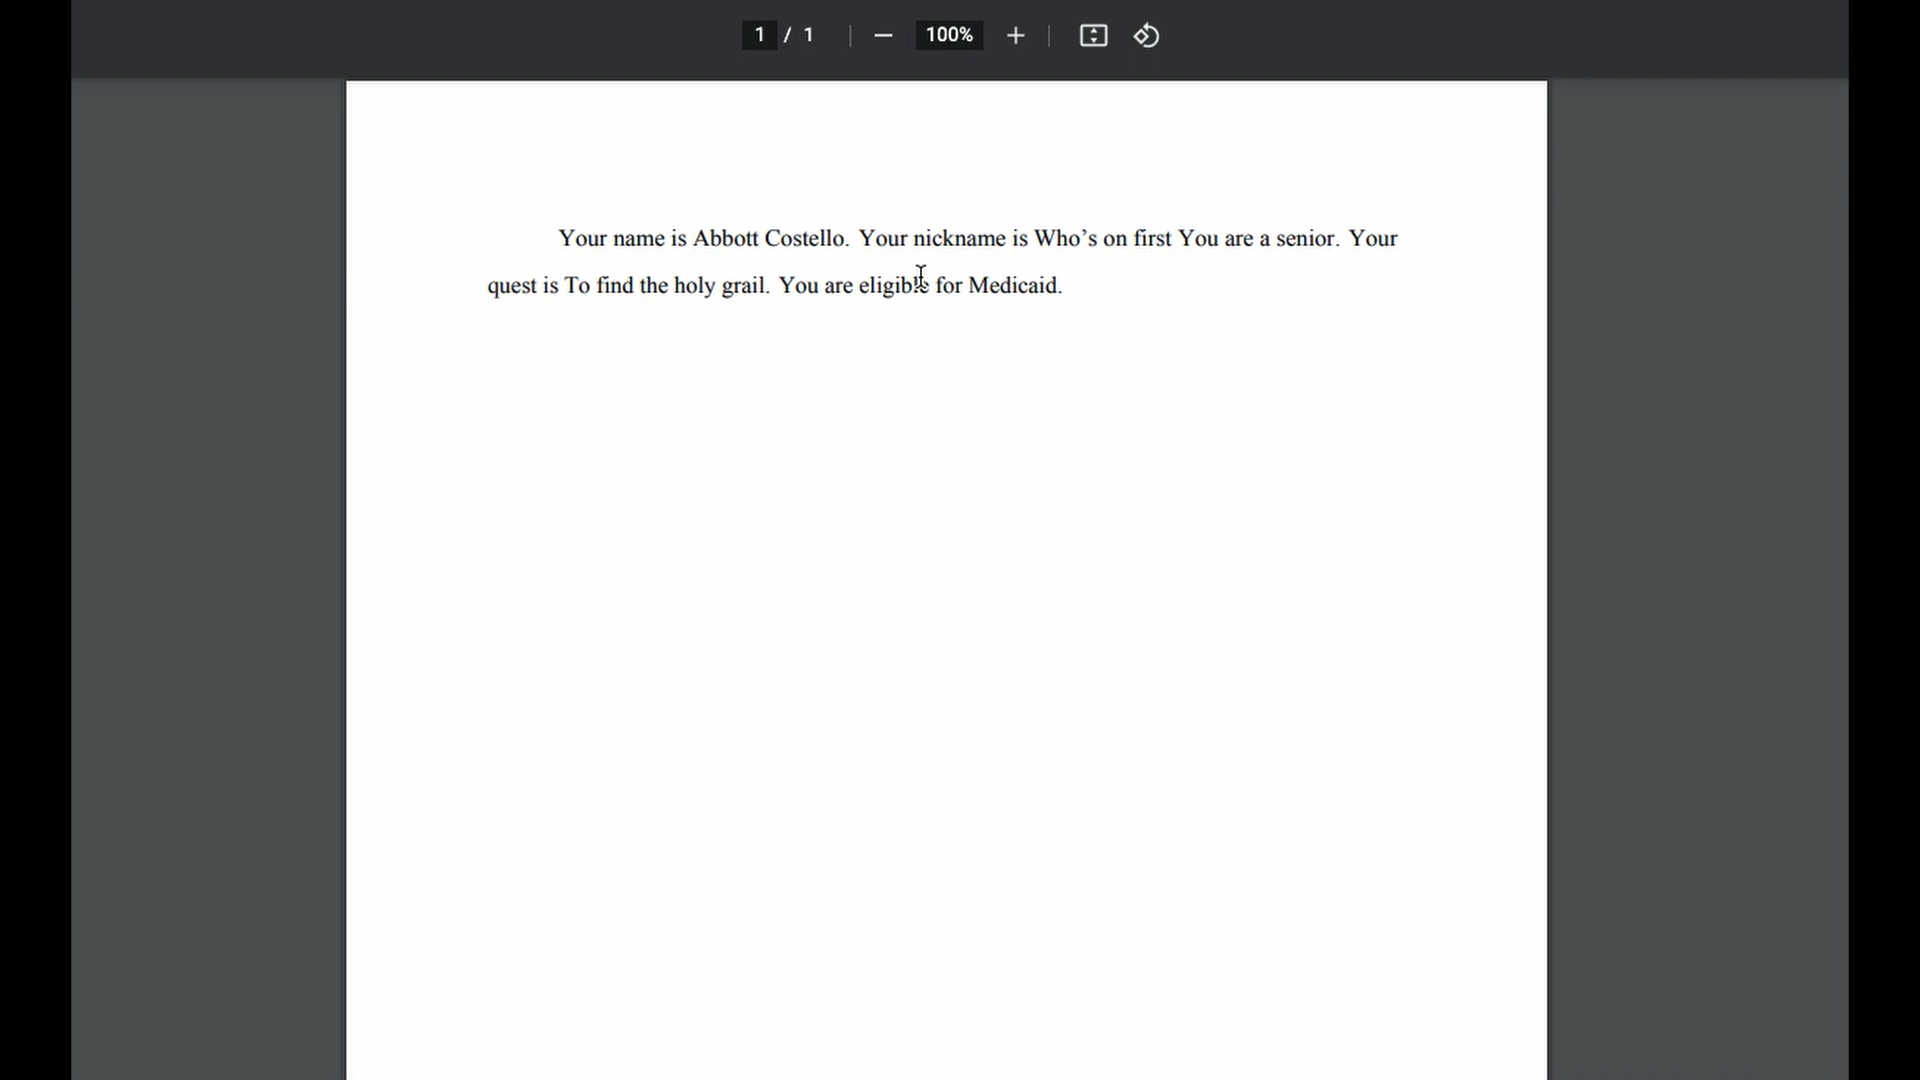 1 / 1 100%
Your name is Abbott Costello. Your nickname is Who’s on first You are a senior. Your
quest is To find the holy grail. You are eligible for Medicaid.